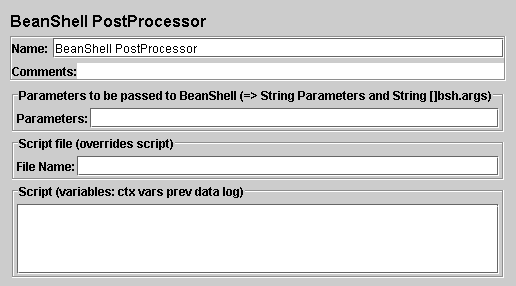 BeanShell PostProcessor
Name: BeanShell PostProcessor
Comments:
Parameters to be passed to BeanShell (=> String Parameters and String []bsh.args)
Parameters:
Script file (overrides script)
File Name:
Script (variables: ctx vars prev data log)